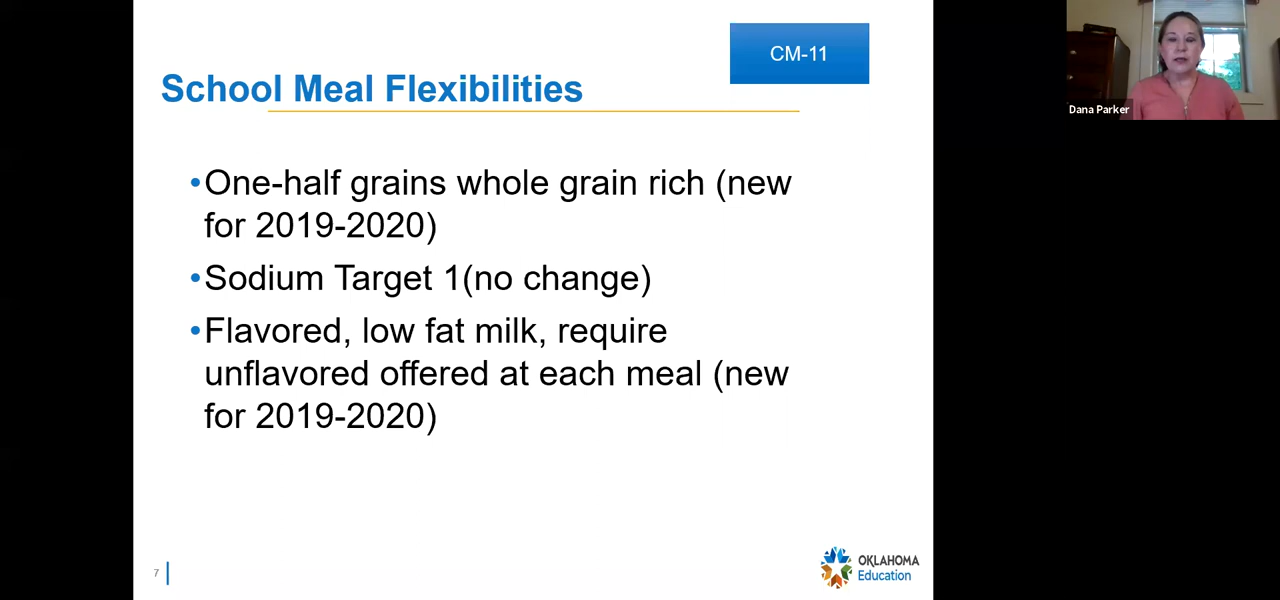 CM-11
School Meal Flexibilities
•One-half grains whole grain rich (new
for 2019-2020)
•Sodium Target 1(no change)
•Flavored, low fat milk, require
unflavored offered at each meal (new
for 2019-2020)
7
OKLAHOMA
Education
Dana Parker